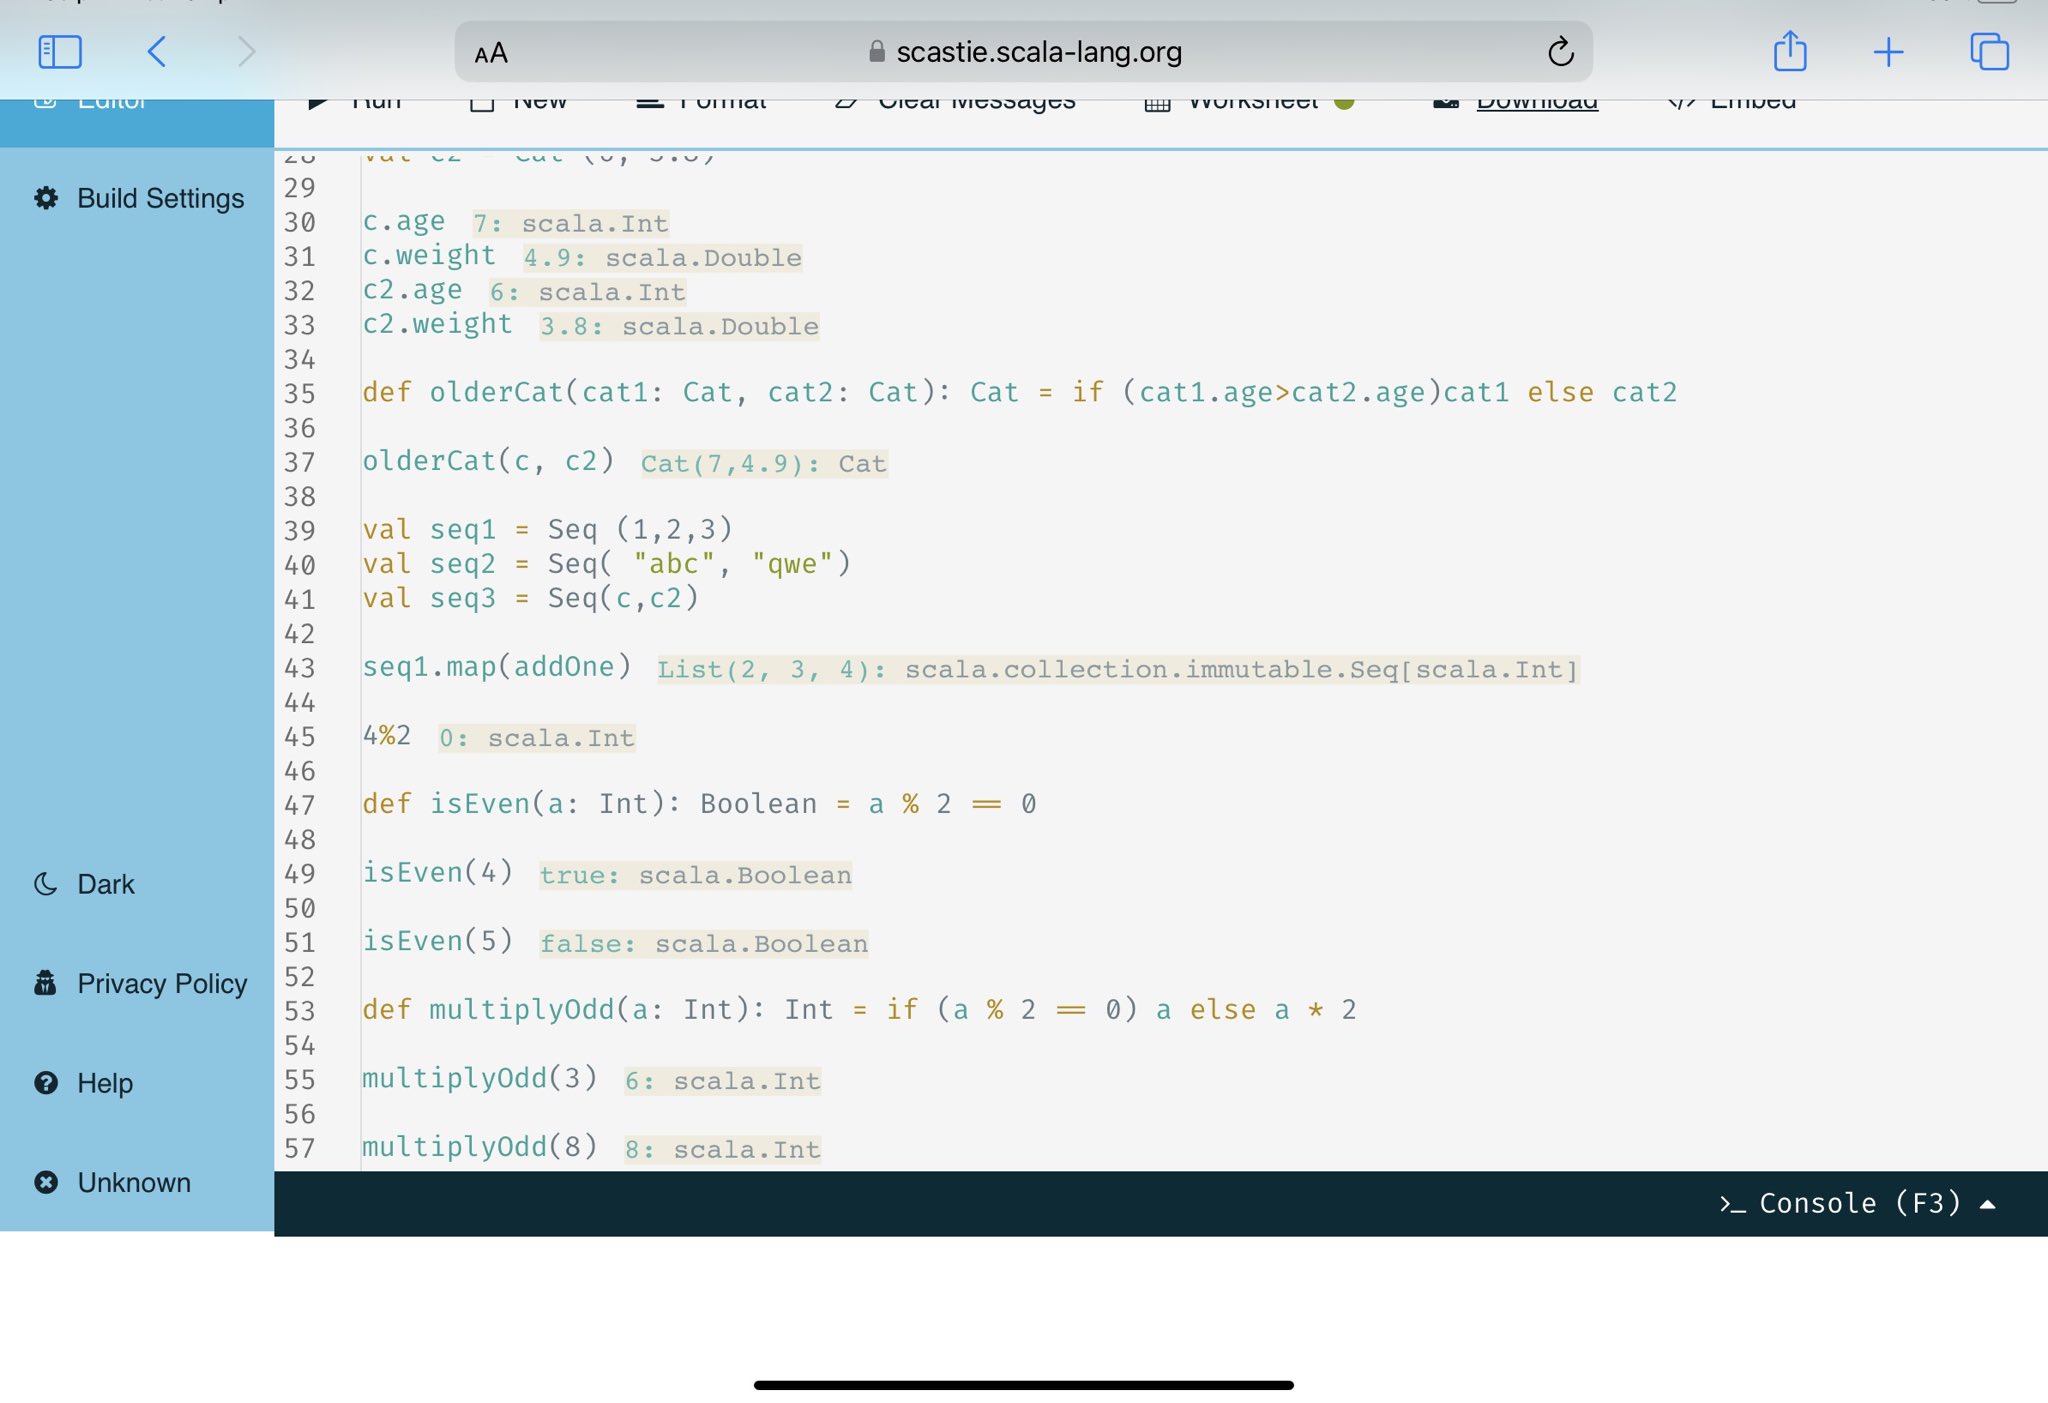 AA scastie.scala-lang.org
Editor
Run New Format Clear Messages Worksheet Download Embed
Build Settings
28 val c2 = Cat (6, 3.8)
29
30 c.age 7: scala.Int
31 c.weight 4.9: scala.Double
32 c2.age 6: scala.Int
33 c2.weight 3.8: scala.Double
34
35 def olderCat(cat1: Cat, cat2: Cat): Cat = if (cat1.age>cat2.age)cat1 else cat2
36
37 olderCat(c, c2) Cat(7,4.9): Cat
38
39 val seq1 = Seq (1,2,3)
40 val seq2 = Seq( "abc", "qwe")
41 val seq3 = Seq(c,c2)
42
43 seq1.map(addOne) List(2, 3, 4): scala.collection.immutable.Seq[scala.Int]
44
45 4%2 0: scala.Int
46
47 def isEven(a: Int): Boolean = a % 2 == 0
48
49 isEven(4) true: scala.Boolean
50
51 isEven(5) false: scala.Boolean
52
53 def multiplyOdd(a: Int): Int = if (a % 2 == 0) a else a * 2
54
55 multiplyOdd(3) 6: scala.Int
56
57 multiplyOdd(8) 8: scala.Int
Dark
Privacy Policy
Help
Unknown
>_ Console (F3)